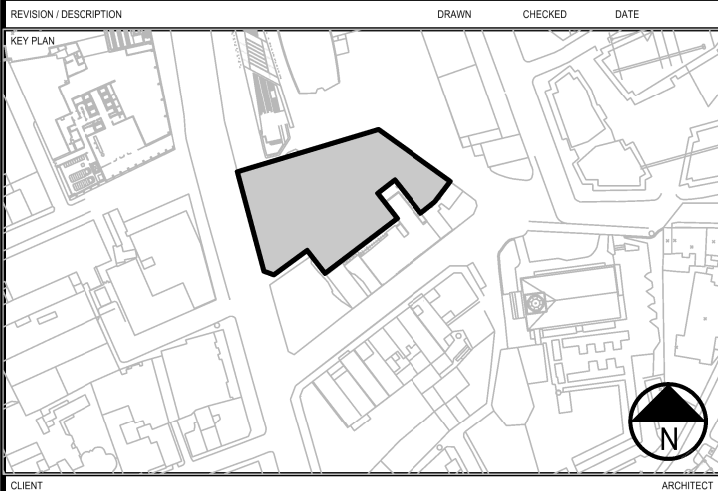 REVISION / DESCRIPTION DRAWN CHECKED DATE
KEY PLAN
N
CLIENT ARCHITECT